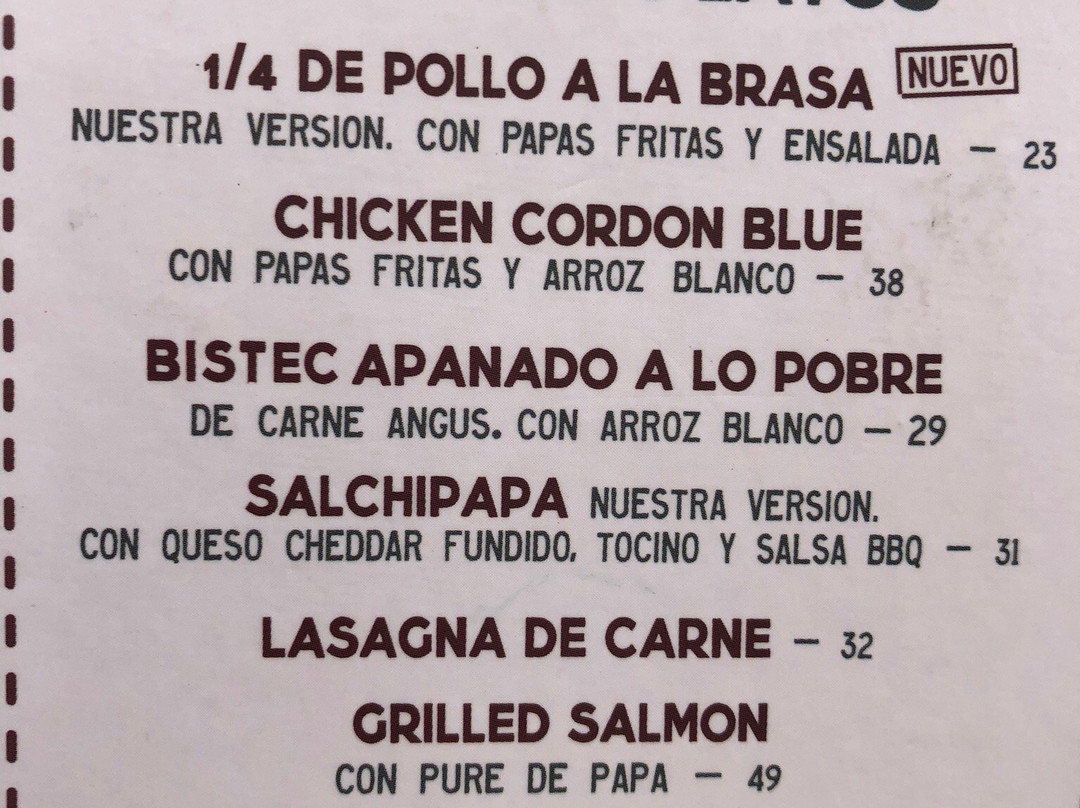 1/4 DE POLLO A LA BRASA NUEVO
NUESTRA VERSION. CON PAPAS FRITAS Y ENSALADA — 23
CHICKEN CORDON BLUE
CON PAPAS FRITAS Y ARROZ BLANCO — 38
BISTEC APANADO A LO POBRE
DE CARNE ANGUS. CON ARROZ BLANCO — 29
SALCHIPAPA NUESTRA VERSION.
CON QUESO CHEDDAR FUNDIDO, TOCINO Y SALSA BBQ — 31
LASAGNA DE CARNE — 32
GRILLED SALMON
CON PURE DE PAPA — 49